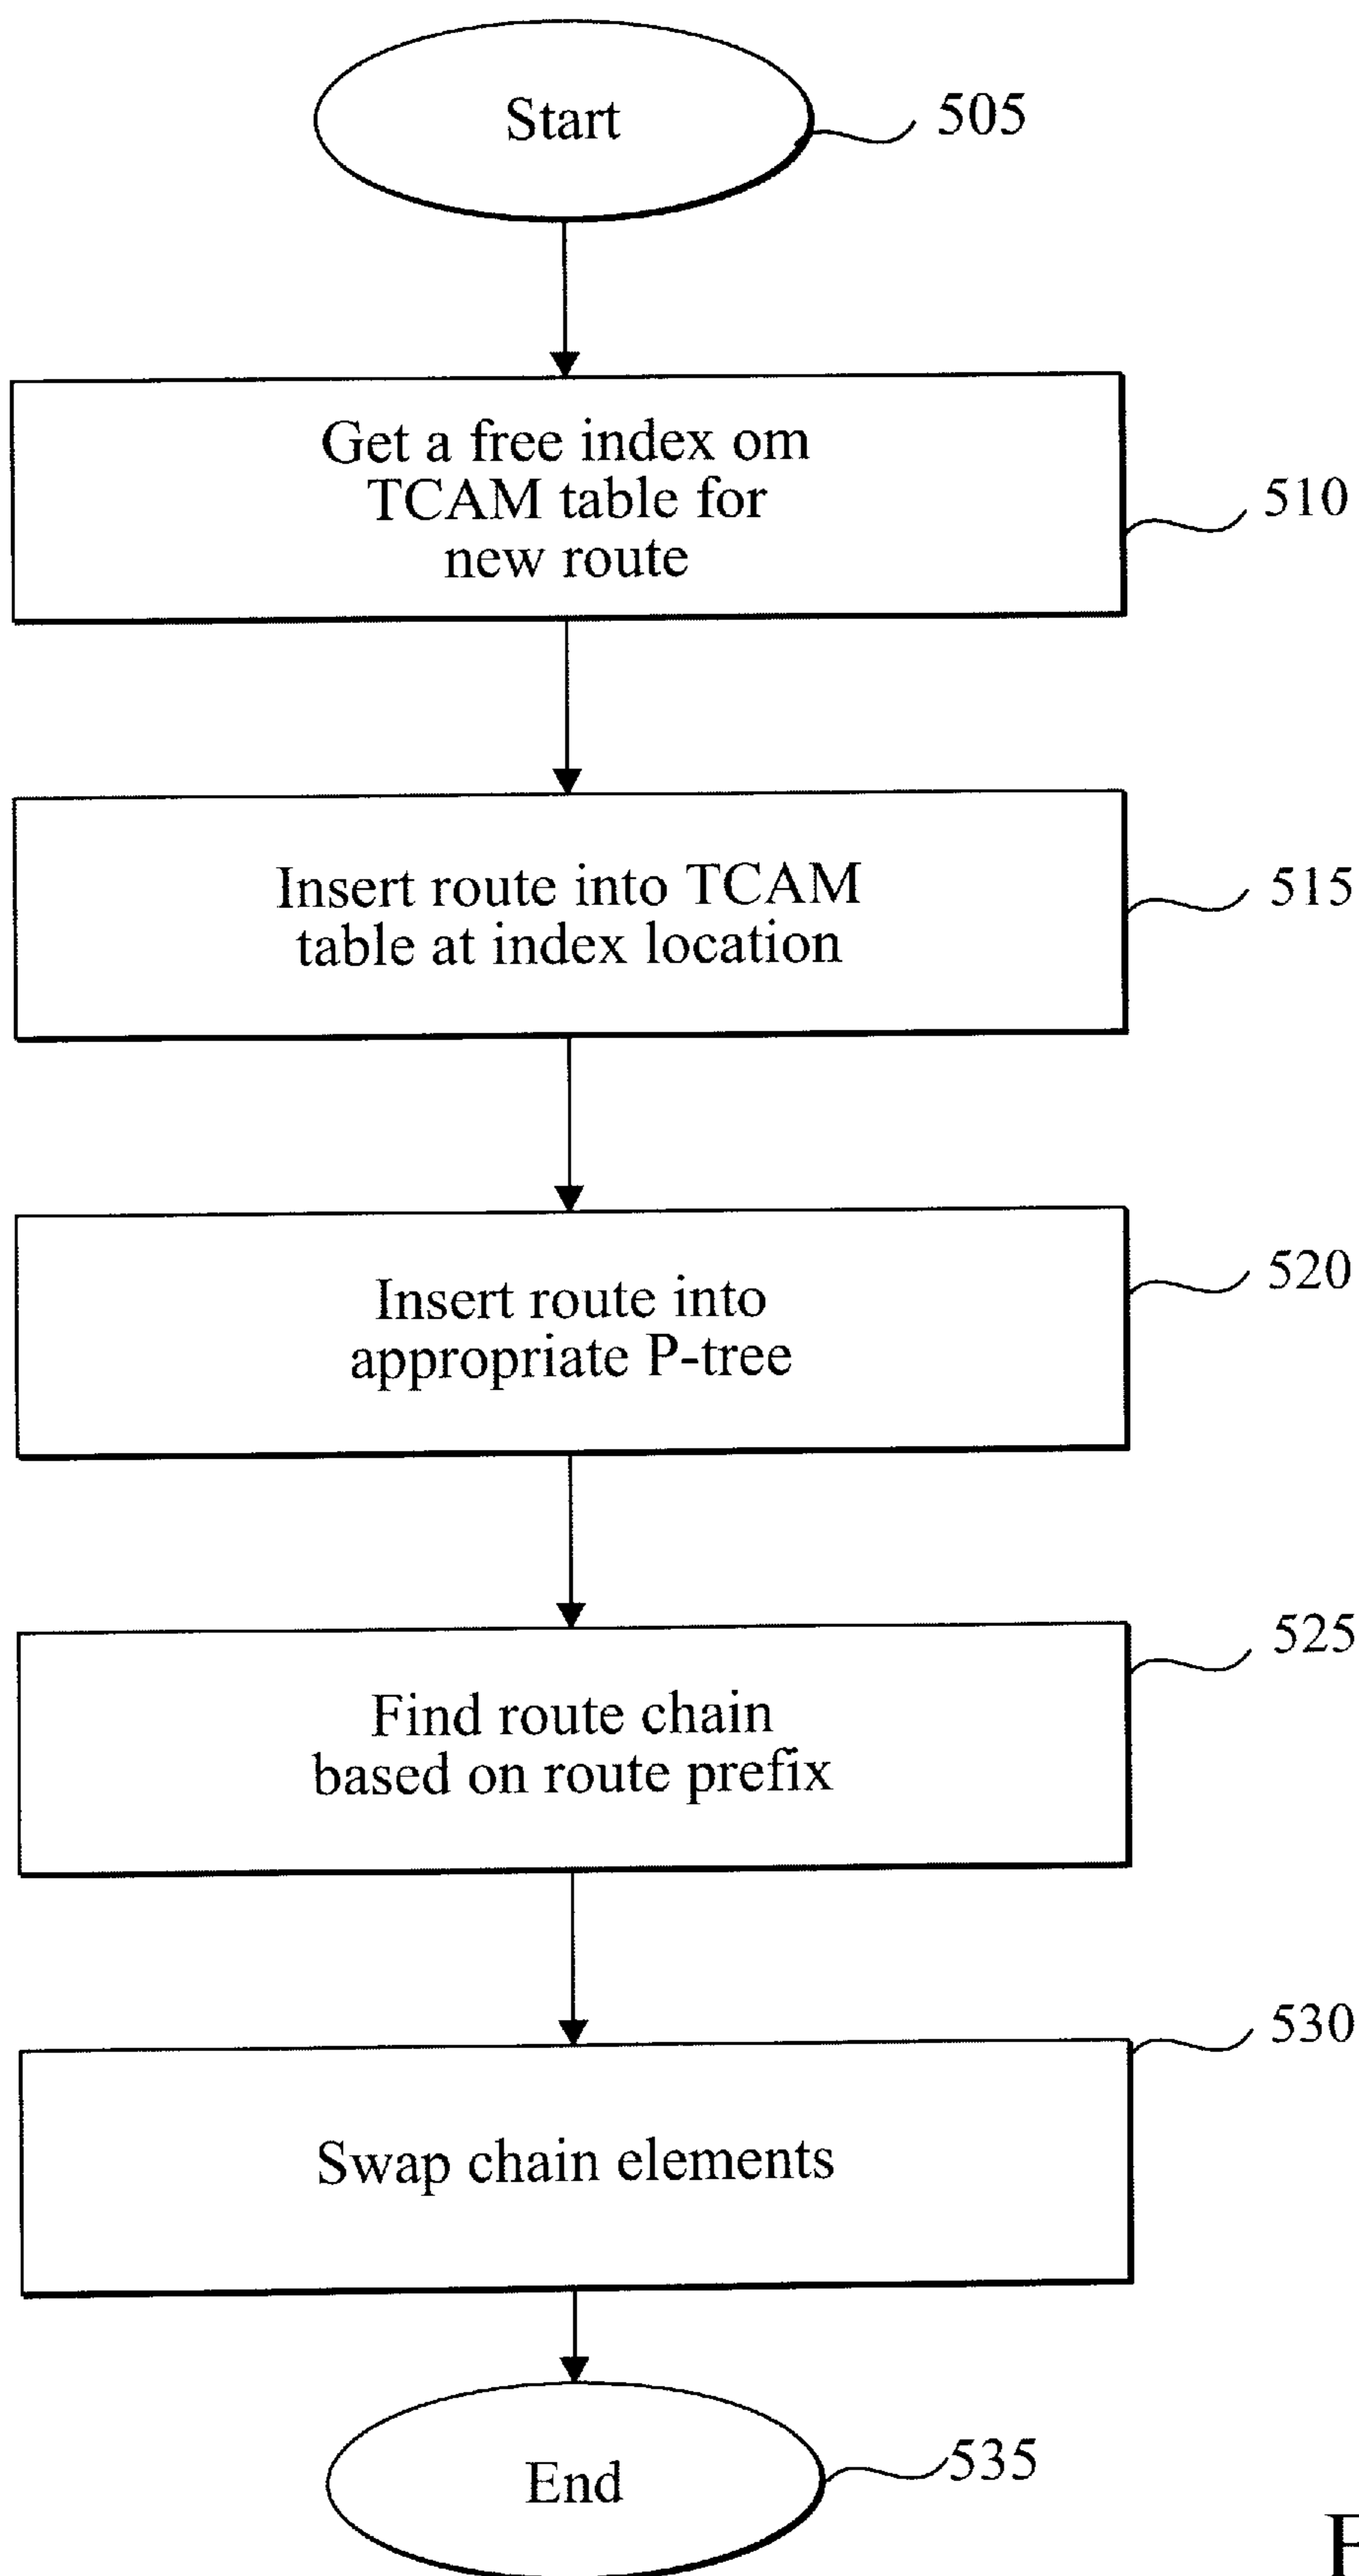 Start
505
Get a free index om
TCAM table for
new route
510
Insert route into TCAM
table at index location
515
Insert route into
appropriate P-tree
520
Find route chain
based on route prefix
525
Swap chain elements
530
End
535